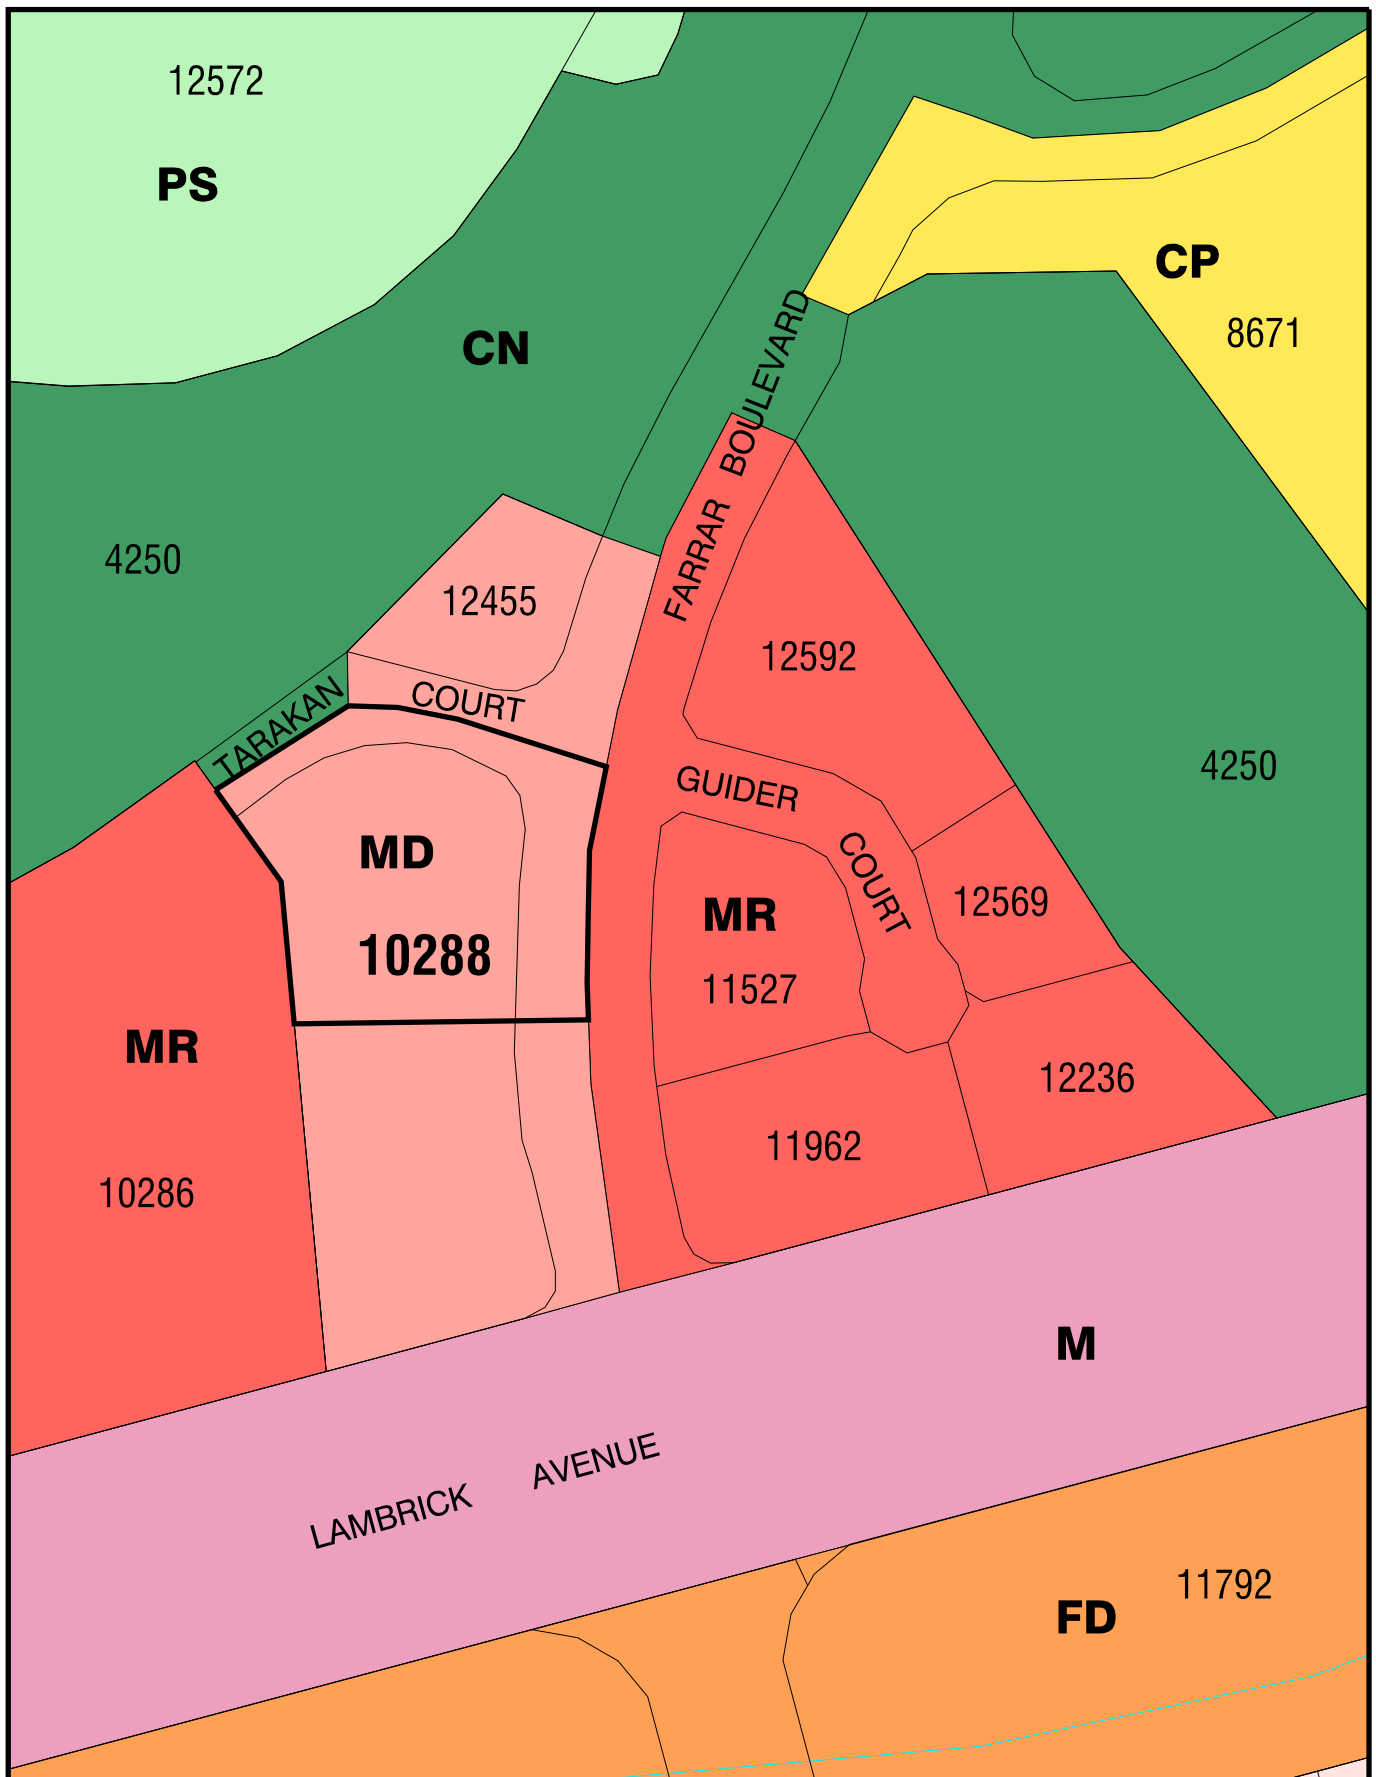 12572
PS
CP
8671
CN
FARRAR BOULEVARD
4250
12455
12592
TARAKAN COURT
4250
GUIDER COURT
MD
10288
MR
11527
12569
MR
10286
12236
11962
M
LAMBRICK AVENUE
11792
FD